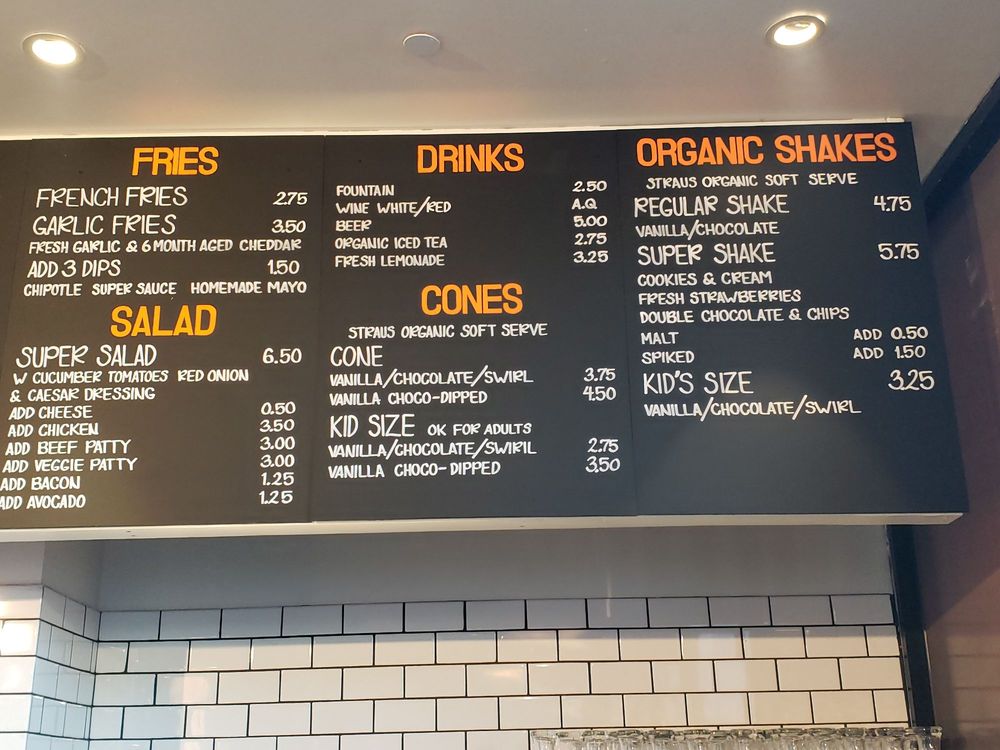 FRIES
FRENCH FRIES 2.75
GARLIC FRIES 3.50
FRESH GARLIC & 6 MONTH AGED CHEDDAR
ADD 3 DIPS 1.50
CHIPOTLE SUPER SAUCE HOMEMADE MAYO
SALAD
SUPER SALAD 6.50
W CUCUMBER TOMATOES RED ONION
& CAESAR DRESSING
ADD CHEESE 0.50
ADD CHICKEN 3.50
ADD BEEF PATTY 3.00
ADD VEGGIE PATTY 3.00
ADD BACON 1.25
ADD AVOCADO 1.25
DRINKS
FOUNTAIN 2.50
WINE WHITE/RED A.Q
BEER 5.00
ORGANIC ICED TEA 2.75
FRESH LEMONADE 3.25
CONES
STRAUS ORGANIC SOFT SERVE
CONE
VANILLA/CHOCOLATE/SWIRL 3.75
VANILLA CHOCO-DIPPED 4.50
KID SIZE OK FOR ADULTS
VANILLA/CHOCOLATE/SWIRL 2.75
VANILLA CHOCO-DIPPED 3.50
ORGANIC SHAKES
STRAUS ORGANIC SOFT SERVE
REGULAR SHAKE 4.75
VANILLA/CHOCOLATE
SUPER SHAKE 5.75
COOKIES & CREAM
FRESH STRAWBERRIES
DOUBLE CHOCOLATE & CHIPS
MALT ADD 0.50
SPIKED ADD 1.50
KID'S SIZE 3.25
VANILLA/CHOCOLATE/SWIRL